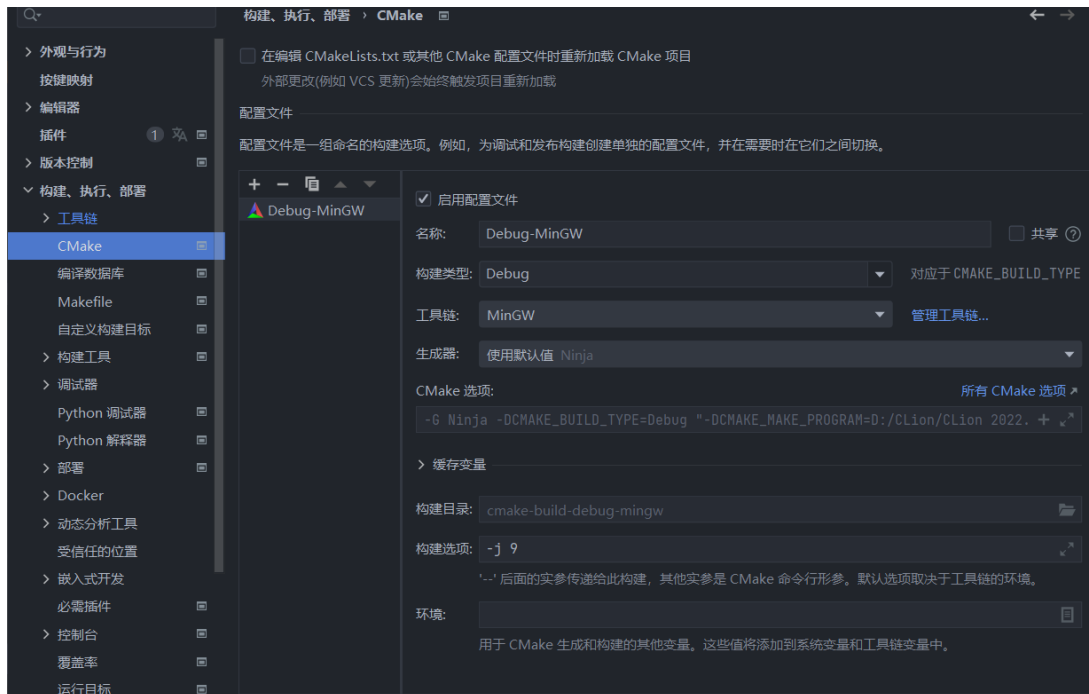 构建、执行、部署 › CMake
外观与行为
按键映射
编辑器
插件 1
版本控制
构建、执行、部署
工具链
CMake
编译数据库
Makefile
自定义构建目标
构建工具
调试器
Python 调试器
Python 解释器
部署
Docker
动态分析工具
受信任的位置
嵌入式开发
必需插件
控制台
覆盖率
运行目标
在编辑 CMakeLists.txt 或其他 CMake 配置文件时重新加载 CMake 项目
外部更改(例如 VCS 更新)会始终触发项目重新加载
配置文件
配置文件是一组命名的构建选项。例如，为调试和发布构建创建单独的配置文件，并在需要时在它们之间切换。
Debug-MinGW
启用配置文件
名称: Debug-MinGW 共享
构建类型: Debug 对应于 CMAKE_BUILD_TYPE
工具链: MinGW 管理工具链...
生成器: 使用默认值 Ninja
CMake 选项: 所有 CMake 选项
-G Ninja -DCMAKE_BUILD_TYPE=Debug "-DCMAKE_MAKE_PROGRAM=D:/CLion/CLion 2022.
缓存变量
构建目录: cmake-build-debug-mingw
构建选项: -j 9
'--' 后面的实参传递给此构建，其他实参是 CMake 命令行形参。默认选项取决于工具链的环境。
环境:
用于 CMake 生成和构建的其他变量。这些值将添加到系统变量和工具链变量中。